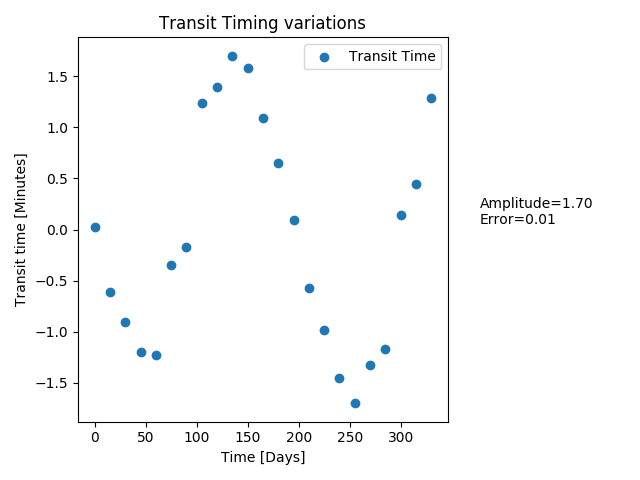 Transit Timing variations
Transit Time
1.5
1.0
0.5
0.0
−0.5
−1.0
−1.5
Transit time [Minutes]
0
50
100
150
200
250
300
Time [Days]
Amplitude=1.70
Error=0.01